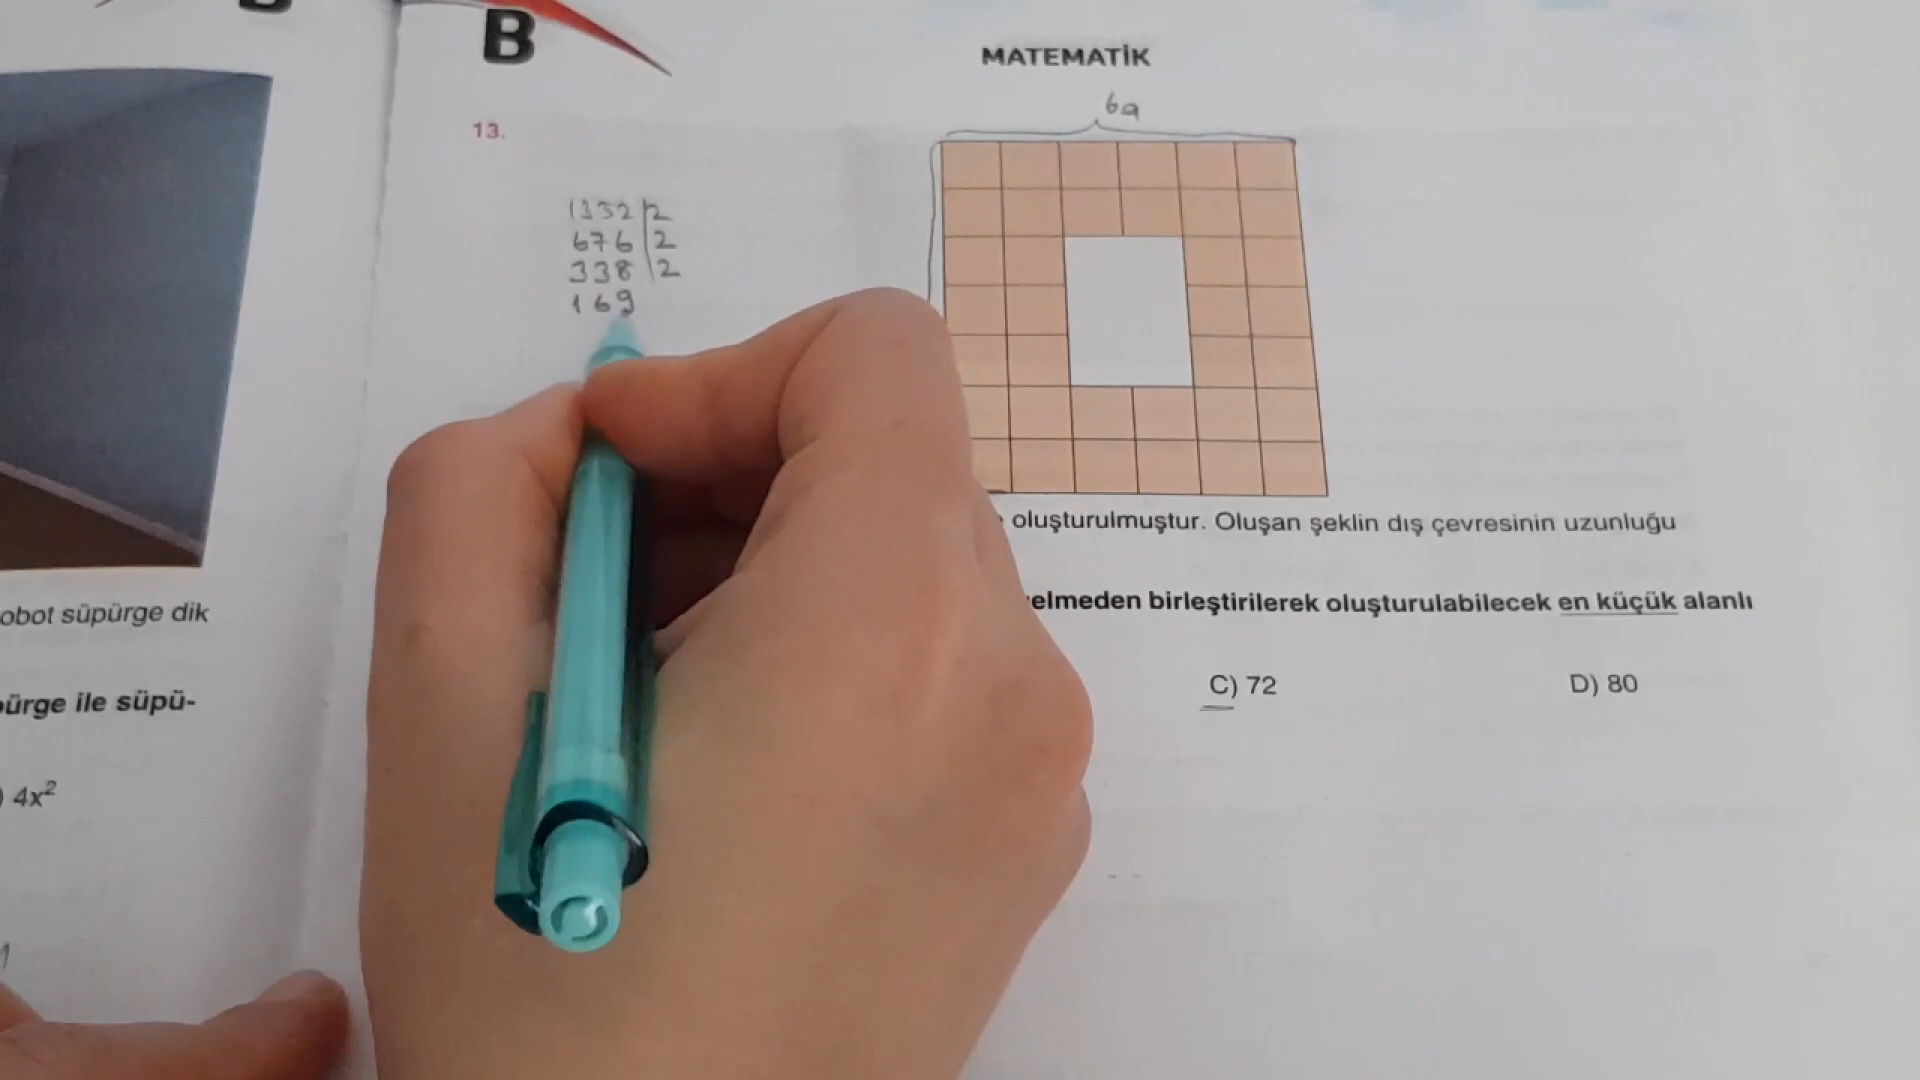 B
MATEMATİK
6a
13.
1352 2
676 2
338 2
169
oluşturulmuştur. Oluşan şeklin dış çevresinin uzunluğu
elmeden birleştirilerek oluşturulabilecek en küçük alanlı
C) 72
D) 80
obot süpürge dik
ürge ile süpü-
) 4x²